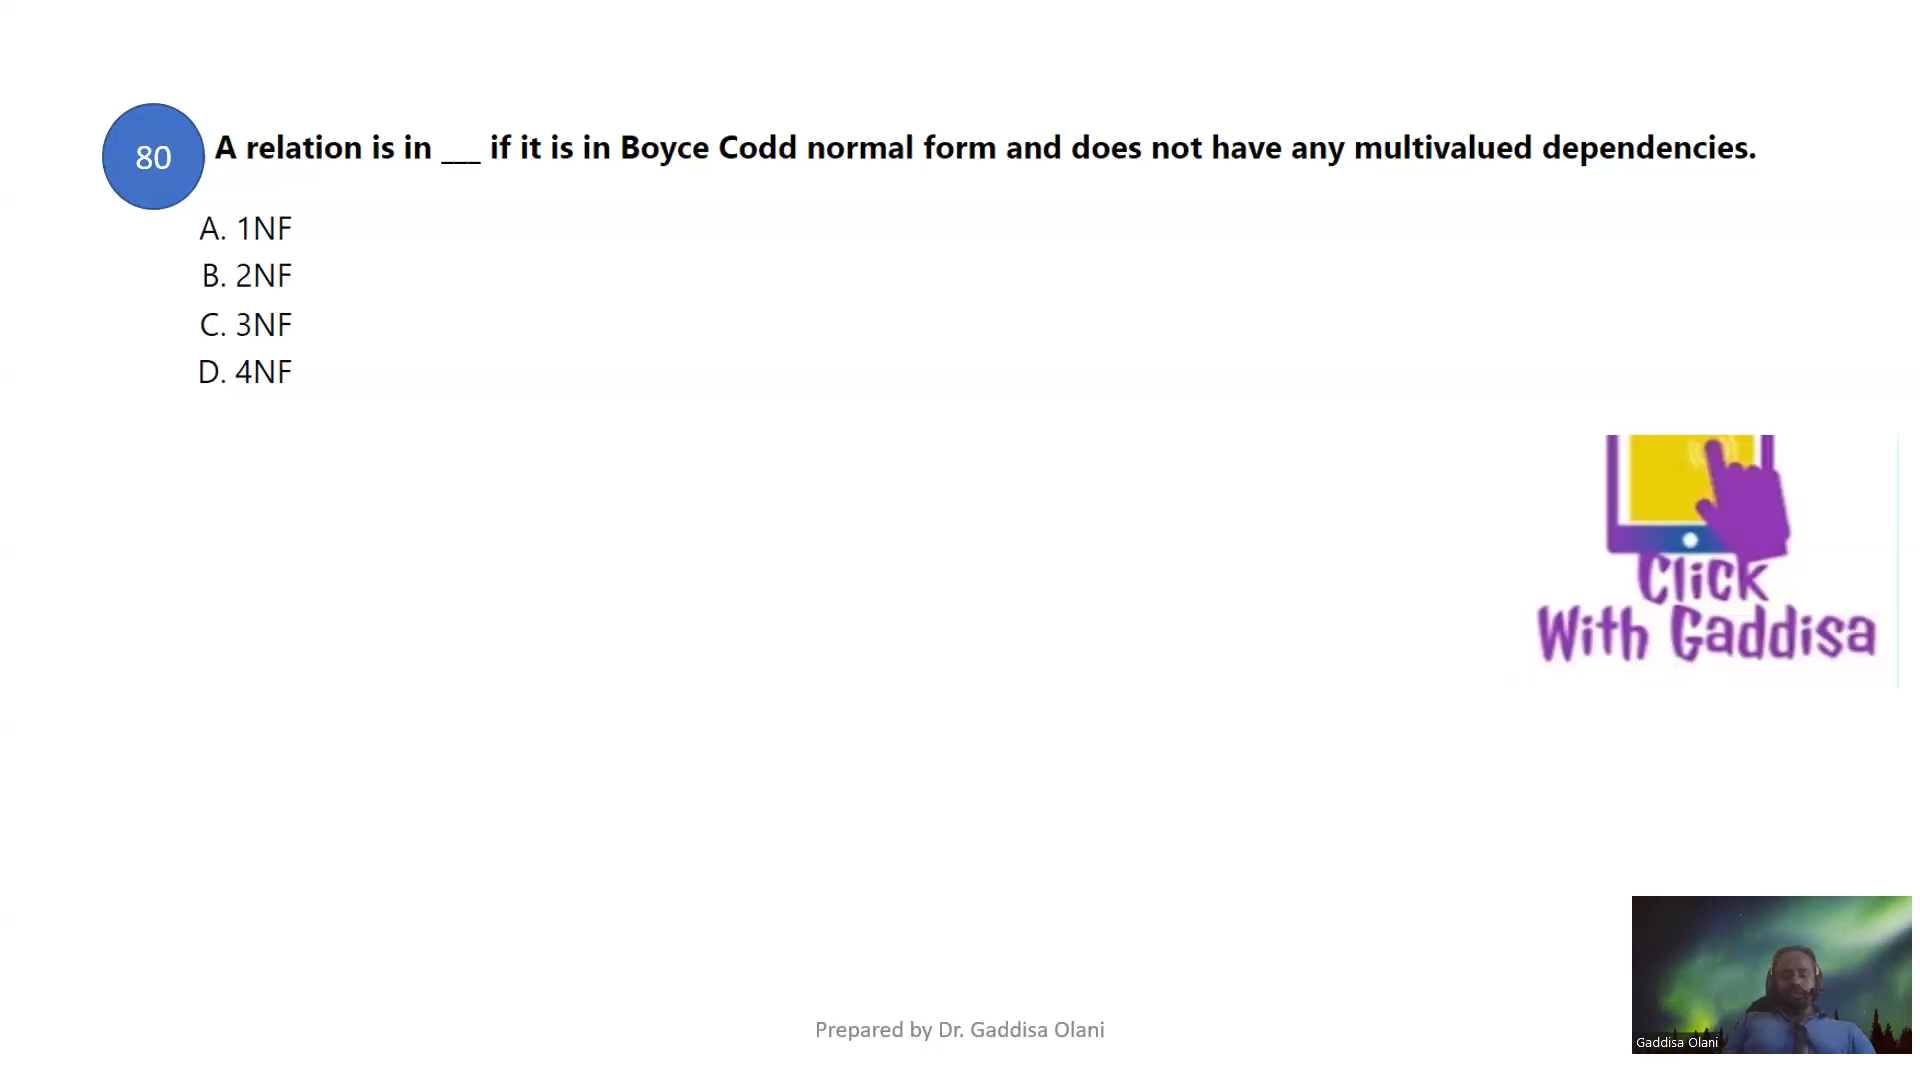 80
A relation is in ___ if it is in Boyce Codd normal form and does not have any multivalued dependencies.
A. 1NF
B. 2NF
C. 3NF
D. 4NF
Click
With Gaddisa
Prepared by Dr. Gaddisa Olani
Gaddisa Olani